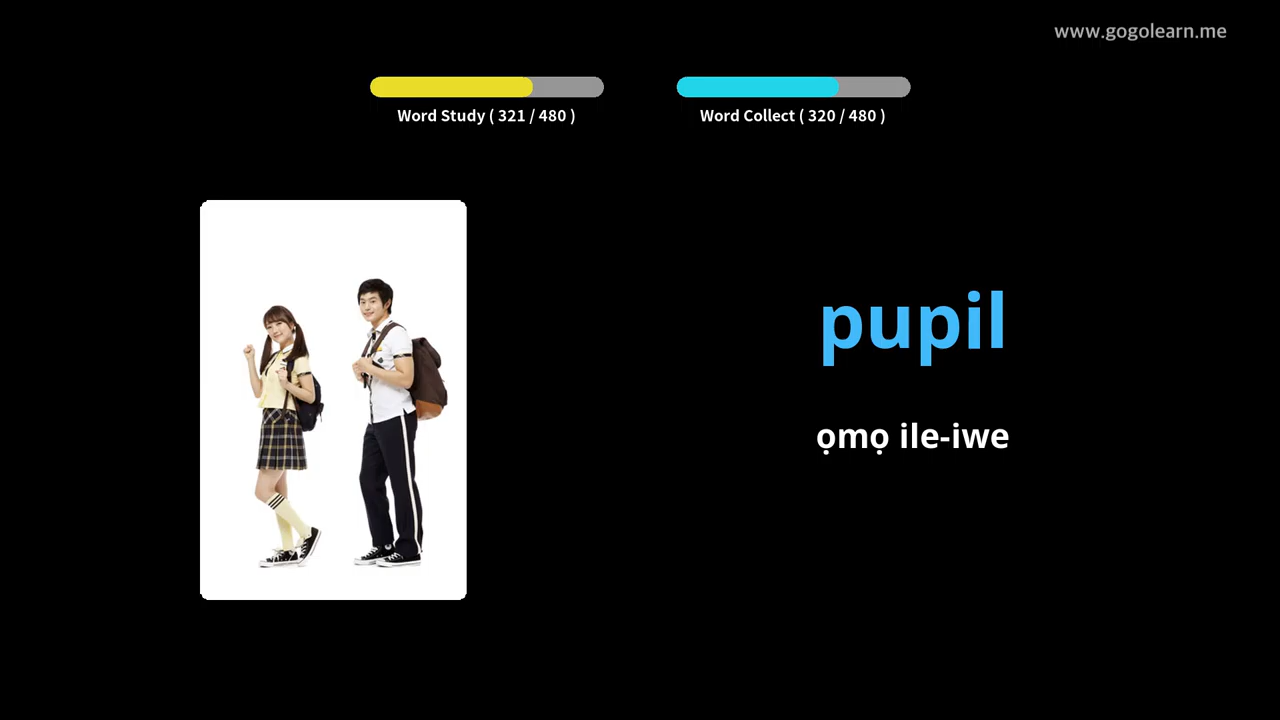 www.gogolearn.me
Word Study ( 321 / 480 )
Word Collect ( 320 / 480 )
pupil
ọmọ ile-iwe